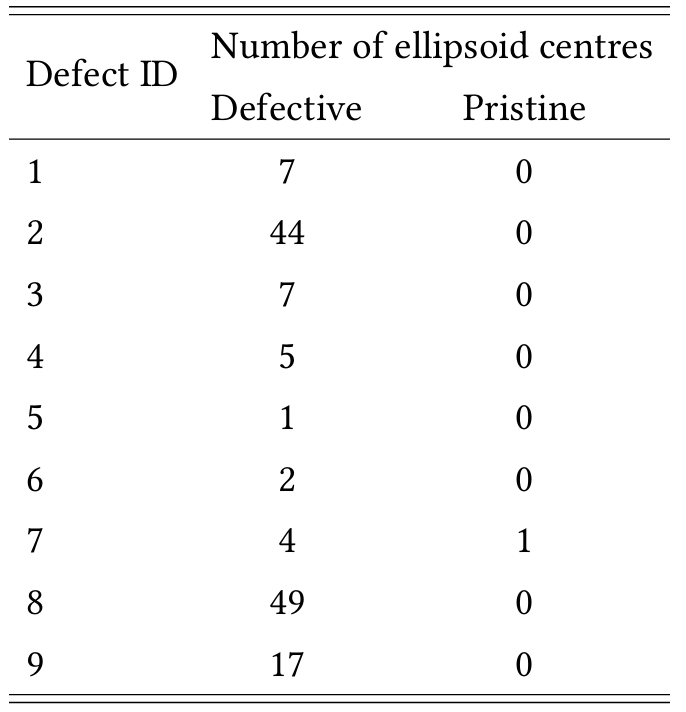 Number of ellipsoid centres
Defect ID
Defective Pristine
1 7 0
2 44 0
3 7 0
4 5 0
5 1 0
6 2 0
7 4 1
8 49 0
9 17 0